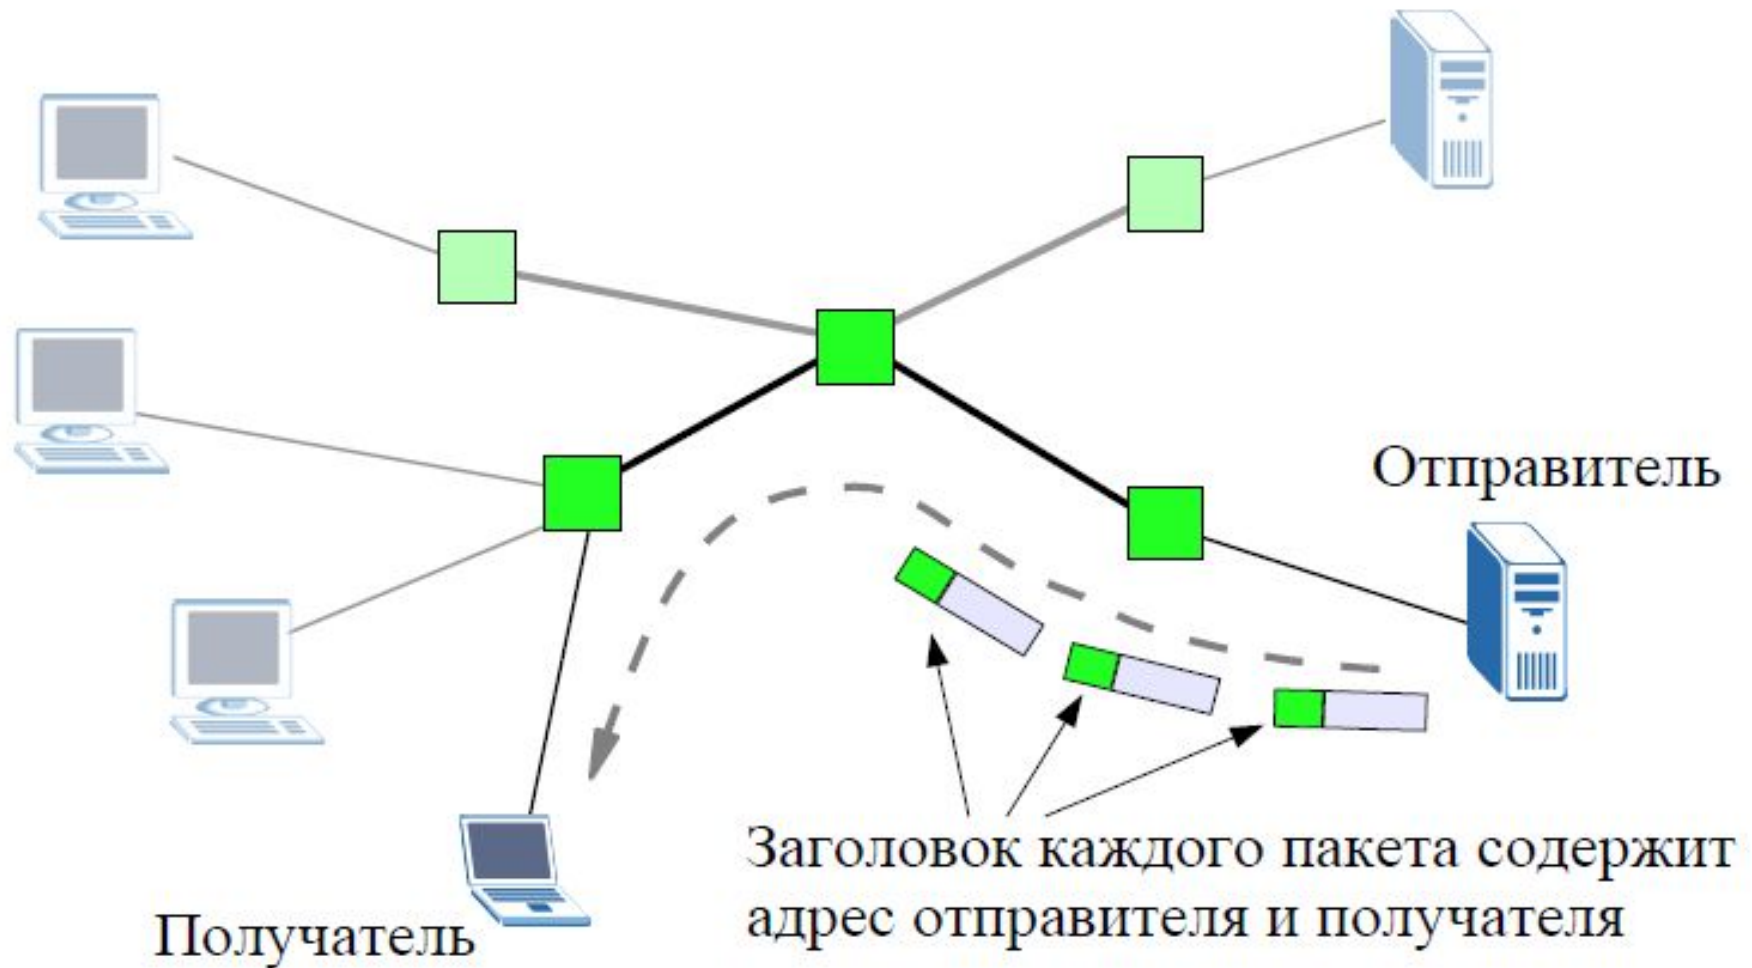 Отправитель
Заголовок каждого пакета содержит
адрес отправителя и получателя
Получатель